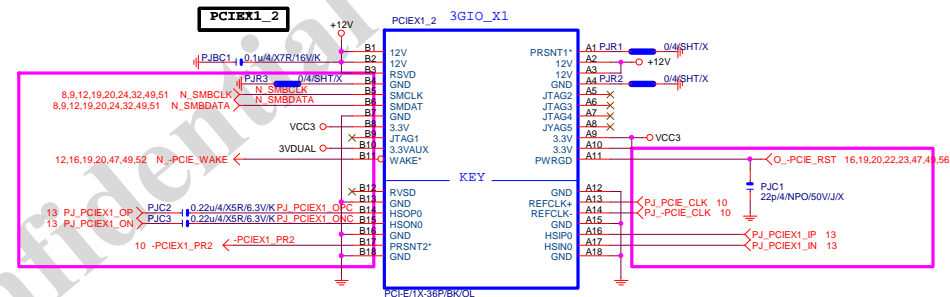 PCIEX1_2
PCIEX1_2 3GIO_X1
+12V
PJBC1 0.1u/4/X7R/16V/K
B1 12V
B2 12V
B3 RSVD
PJR3 0/4/SHT/X
B4 GND
8,9,12,19,20,24,32,49,51 N_SMBCLK N_SMBCLK B5 SMCLK
8,9,12,19,20,24,32,49,51 N_SMBDATA N_SMBDATA B6 SMDAT
B7 GND
VCC3 B8 3.3V
B9 JTAG1
3VDUAL B10 3.3VAUX
12,16,19,20,47,49,52 N_-PCIE_WAKE B11 WAKE*
KEY
B12 RVSD
B13 GND
13 PJ_PCIEX1_OP PJC2 0.22u/4/X5R/6.3V/K PJ_PCIEX1_OPC B14 HSOP0
13 PJ_PCIEX1_ON PJC3 0.22u/4/X5R/6.3V/K PJ_PCIEX1_ONC B15 HSON0
B16 GND
10 -PCIEX1_PR2 -PCIEX1_PR2 B17 PRSNT2*
B18 GND
PRSNT1* A1 PJR1 0/4/SHT/X
12V A2 +12V
12V A3
GND A4 PJR2 0/4/SHT/X
JTAG2 A5
JTAG3 A6
JTAG4 A7
JYAG5 A8
3.3V A9 VCC3
3.3V A10
PWRGD A11 O_-PCIE_RST 16,19,20,22,23,47,49,56
PJC1
22p/4/NPO/50V/J/X
GND A12
REFCLK+ A13 PJ_PCIE_CLK 10
REFCLK- A14 PJ_-PCIE_CLK 10
GND A15
HSIP0 A16 PJ_PCIEX1_IP 13
HSIN0 A17 PJ_PCIEX1_IN 13
GND A18
PCI-E/1X-36P/BK/OL
Confidential